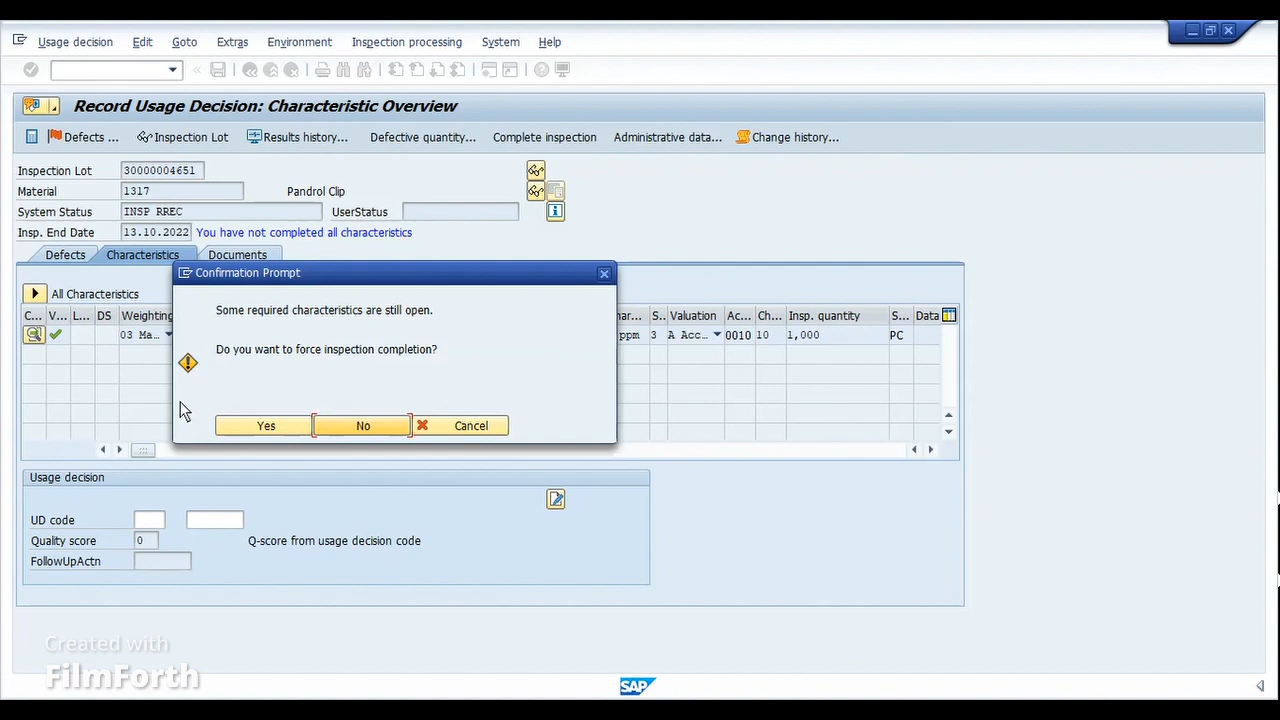 Usage decision Edit Goto Extras Environment Inspection processing System Help
Record Usage Decision: Characteristic Overview
Defects ... Inspection Lot Results history... Defective quantity... Complete inspection Administrative data... Change history...
Inspection Lot 30000004651
Material 1317 Pandrol Clip
System Status INSP RREC UserStatus
Insp. End Date 13.10.2022 You have not completed all characteristics
Defects Characteristics Documents
Confirmation Prompt
Some required characteristics are still open.
Do you want to force inspection completion?
Yes No Cancel
All Characteristics
C... V... L... DS Weighting har... S. Valuation Ac... Ch... Insp. quantity S... Data
03 Ma... ppm 3 A Acc... 0010 10 1,000 PC
Usage decision
UD code
Quality score 0 Q-score from usage decision code
FollowUpActn
Created with
FilmForth
SAP